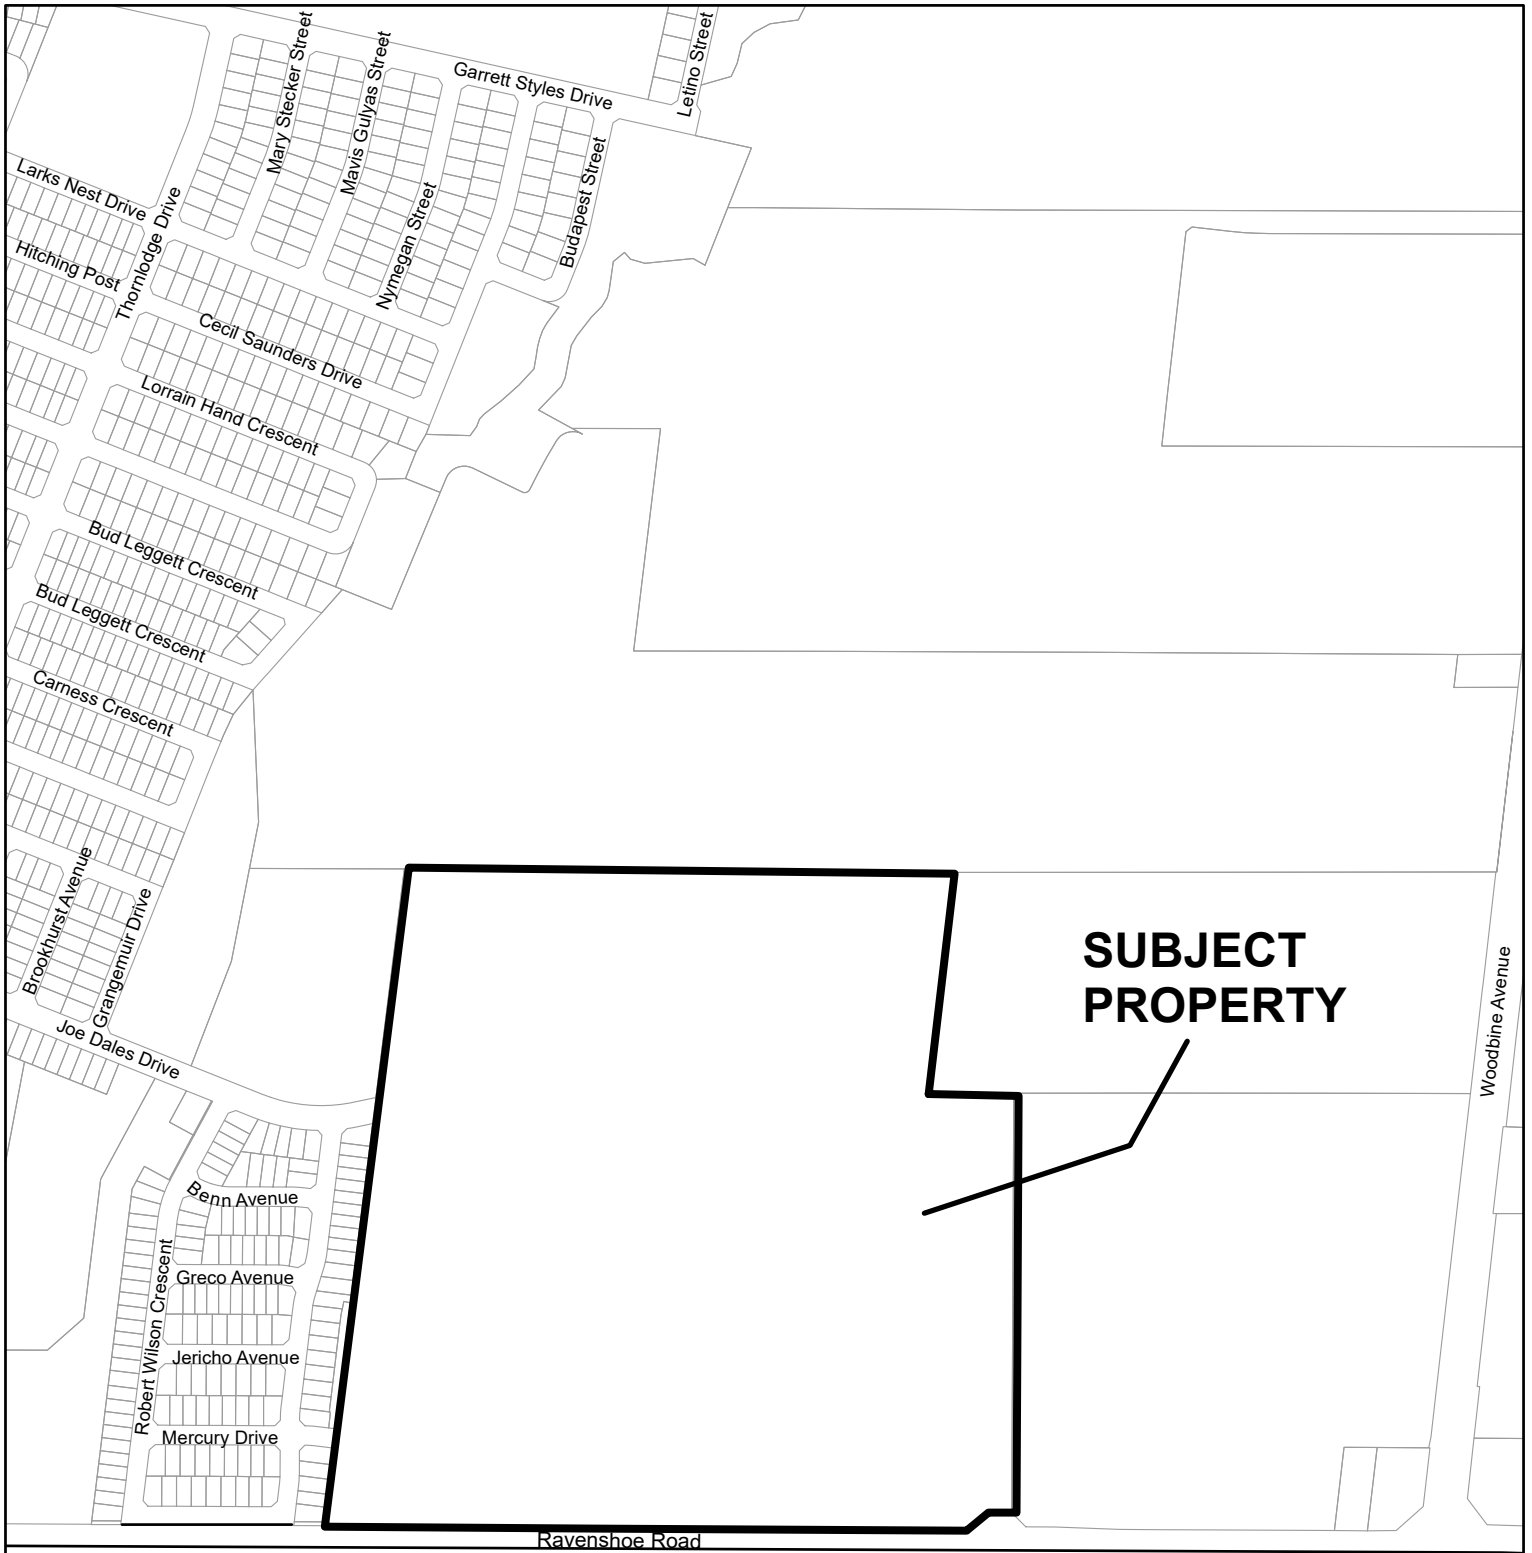 Letino Street
Mary Stecker Street
Mavis Gulyas Street
Garrett Styles Drive
Larks Nest Drive
Budapest Street
Thornlodge Drive
Nymegan Street
Hitching Post
Cecil Saunders Drive
Lorrain Hand Crescent
Bud Leggett Crescent
Bud Leggett Crescent
Carness Crescent
Brookhurst Avenue
Grangemuir Drive
SUBJECT
PROPERTY
Woodbine Avenue
Joe Dales Drive
Benn Avenue
Robert Wilson Crescent
Greco Avenue
Jericho Avenue
Mercury Drive
Ravenshoe Road